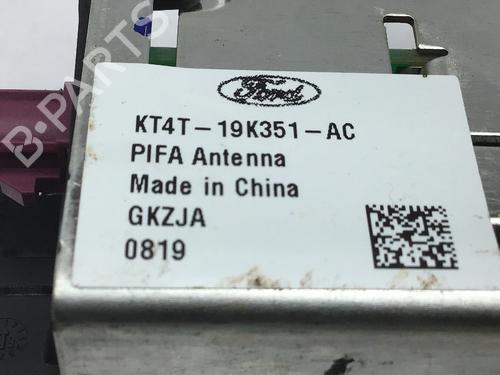 B-PARTS
Ford
KT4T-19K351-AC
PIFA Antenna
Made in China
GKZJA
0819